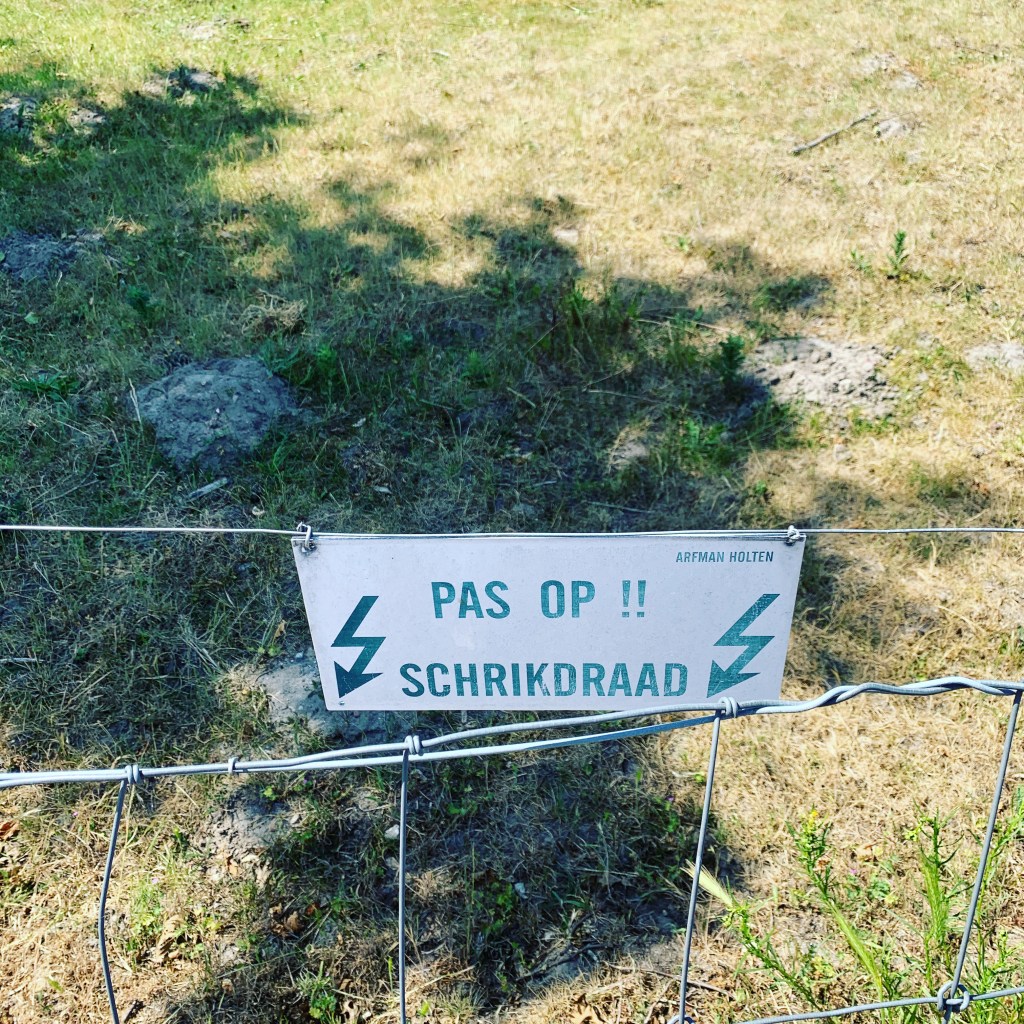 ARFMAN HOLTEN
PAS OP !!
SCHRIKDRAAD